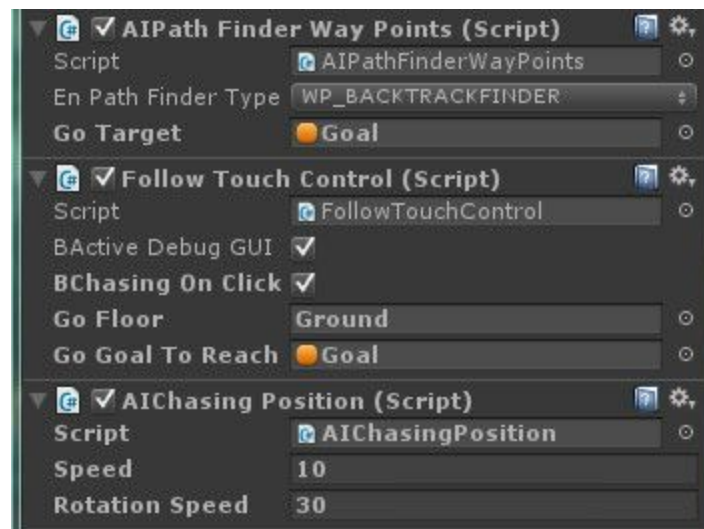 AIPath Finder Way Points (Script)
Script AIPathFinderWayPoints
En Path Finder Type WP_BACKTRACKFINDER
Go Target Goal
Follow Touch Control (Script)
Script FollowTouchControl
BActive Debug GUI
BChasing On Click
Go Floor Ground
Go Goal To Reach Goal
AIChasing Position (Script)
Script AIChasingPosition
Speed 10
Rotation Speed 30